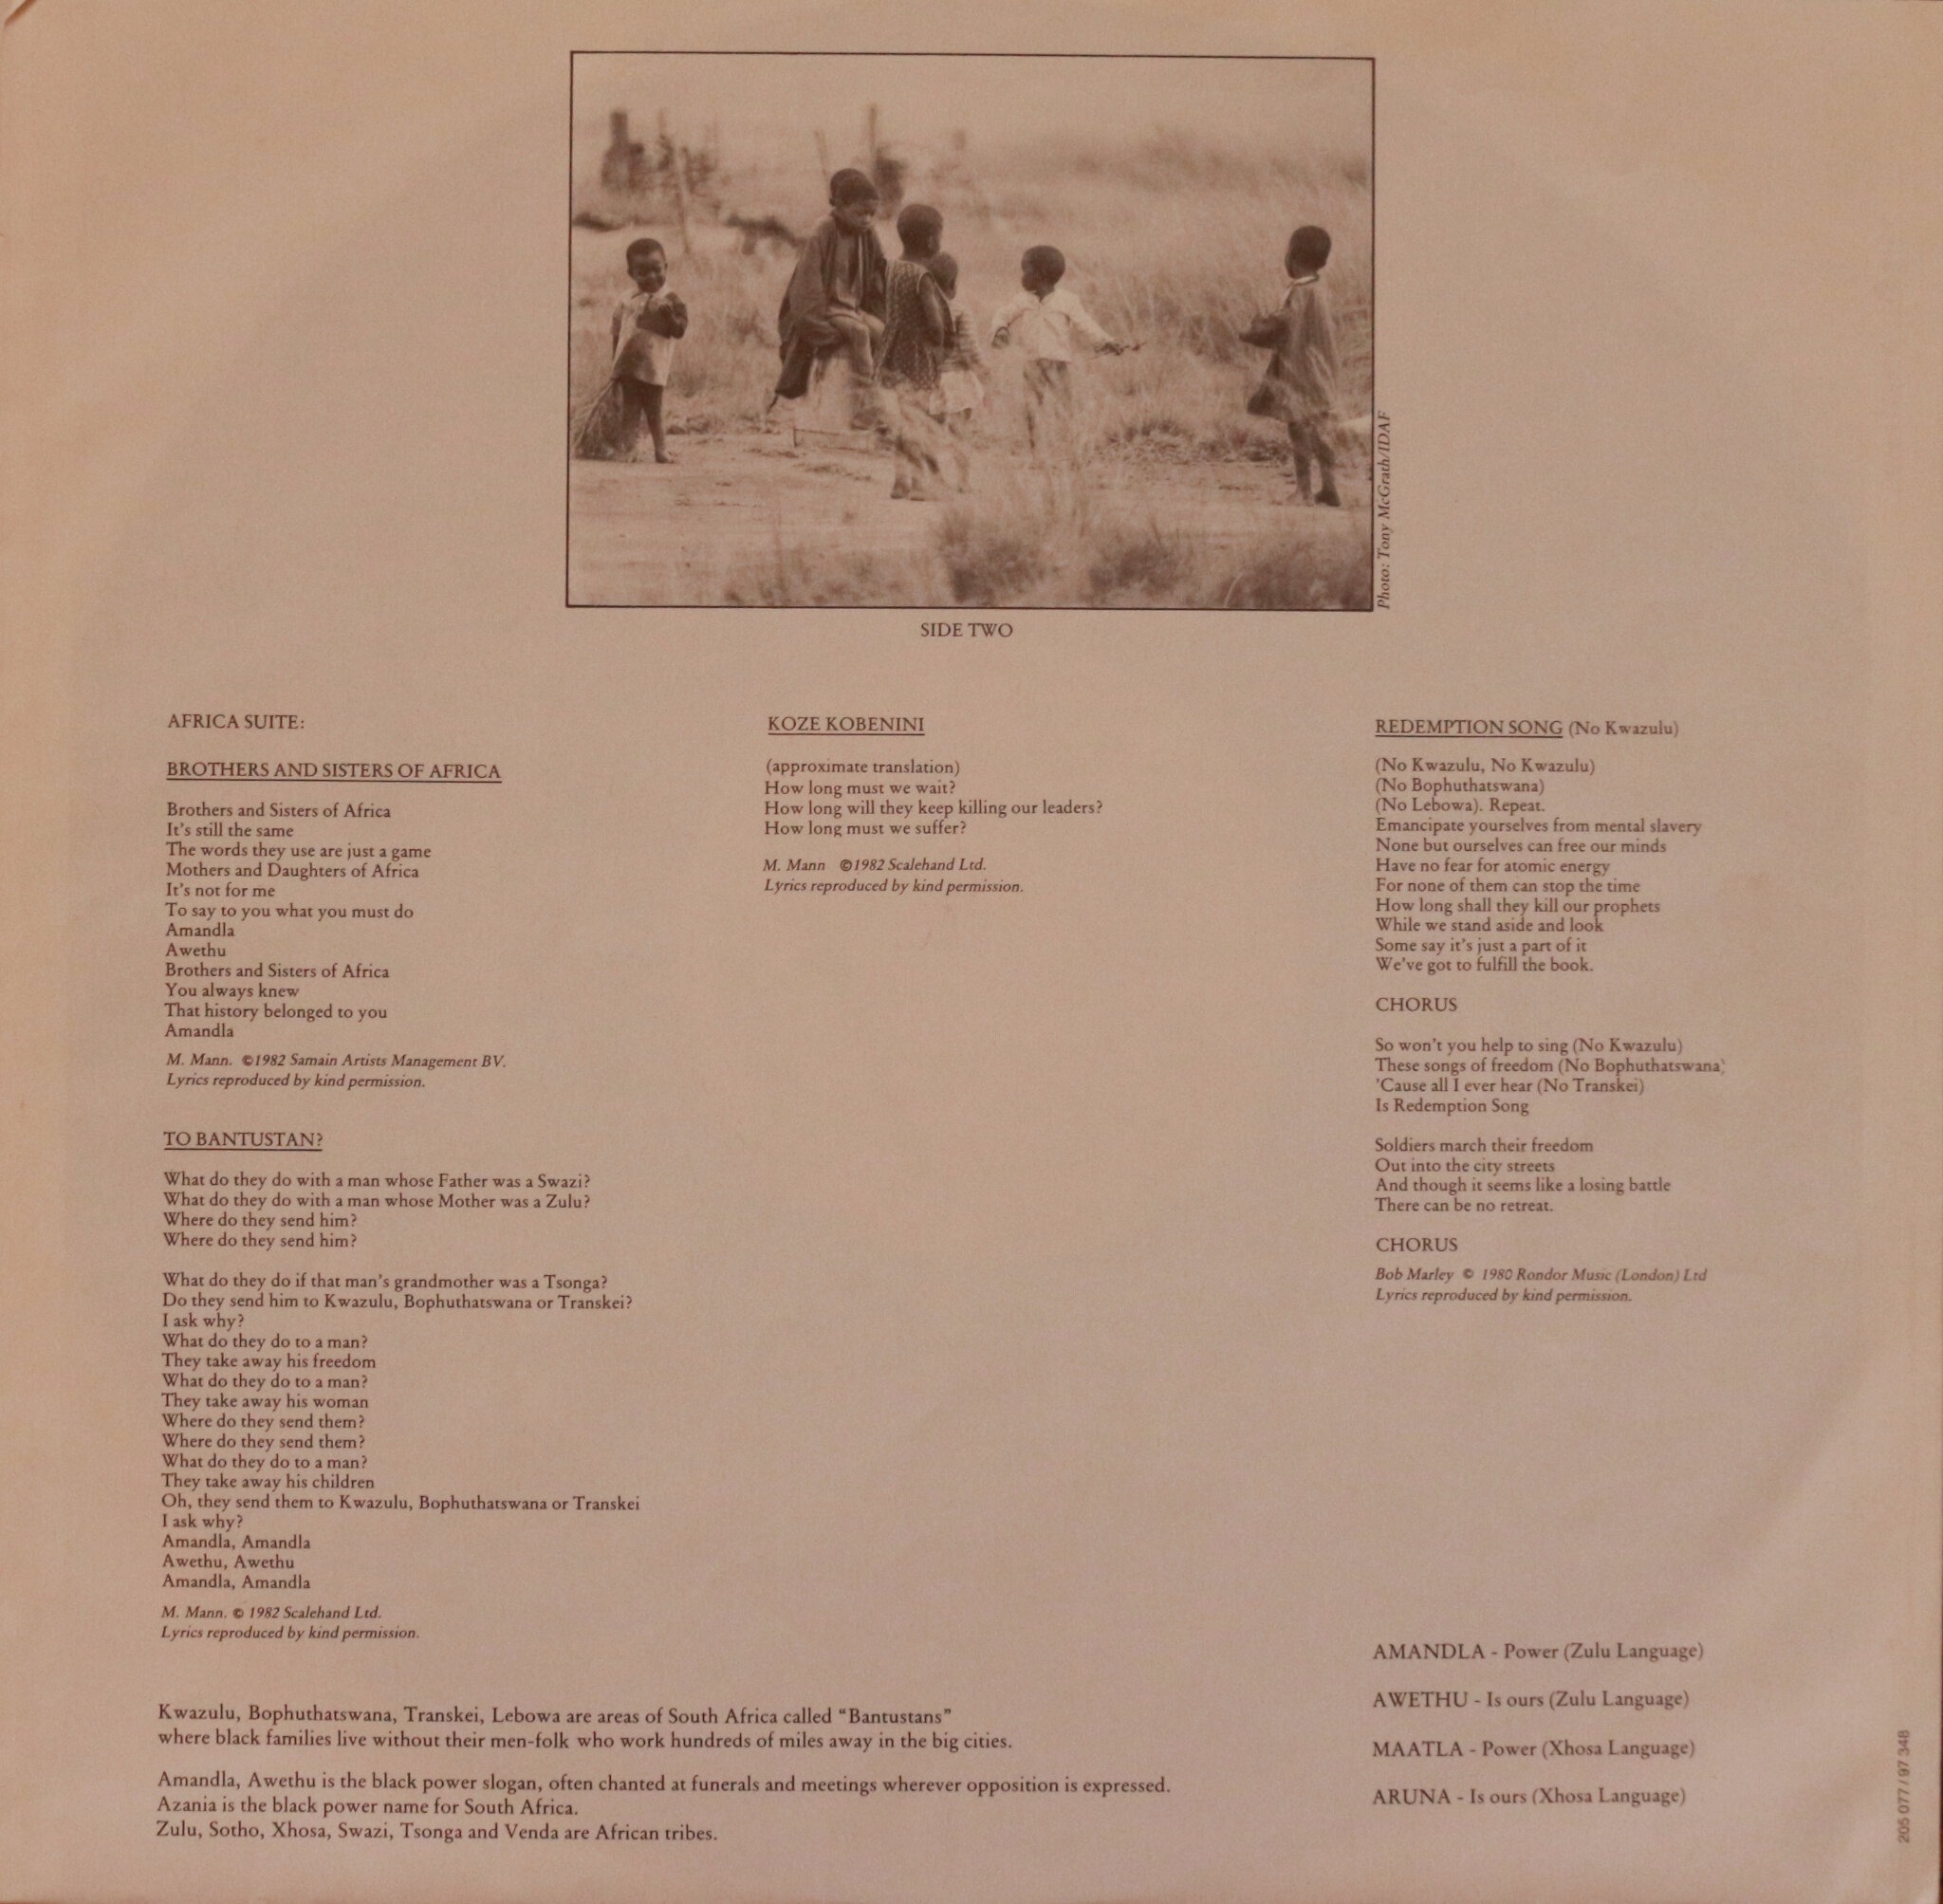 Photo: Tony McGrath/IDAF
SIDE TWO
AFRICA SUITE:
BROTHERS AND SISTERS OF AFRICA
Brothers and Sisters of Africa
It's still the same
The words they use are just a game
Mothers and Daughters of Africa
It's not for me
To say to you what you must do
Amandla
Awethu
Brothers and Sisters of Africa
You always knew
That history belonged to you
Amandla
M. Mann. ©1982 Samain Artists Management BV.
Lyrics reproduced by kind permission.
TO BANTUSTAN?
What do they do with a man whose Father was a Swazi?
What do they do with a man whose Mother was a Zulu?
Where do they send him?
Where do they send him?
What do they do if that man's grandmother was a Tsonga?
Do they send him to Kwazulu, Bophuthatswana or Transkei?
I ask why?
What do they do to a man?
They take away his freedom
What do they do to a man?
They take away his woman
Where do they send them?
Where do they send them?
What do they do to a man?
They take away his children
Oh, they send them to Kwazulu, Bophuthatswana or Transkei
I ask why?
Amandla, Amandla
Awethu, Awethu
Amandla, Amandla
M. Mann. © 1982 Scalehand Ltd.
Lyrics reproduced by kind permission.
KOZE KOBENINI
(approximate translation)
How long must we wait?
How long will they keep killing our leaders?
How long must we suffer?
M. Mann ©1982 Scalehand Ltd.
Lyrics reproduced by kind permission.
REDEMPTION SONG (No Kwazulu)
(No Kwazulu, No Kwazulu)
(No Bophuthatswana)
(No Lebowa). Repeat.
Emancipate yourselves from mental slavery
None but ourselves can free our minds
Have no fear for atomic energy
For none of them can stop the time
How long shall they kill our prophets
While we stand aside and look
Some say it's just a part of it
We've got to fulfill the book.
CHORUS
So won't you help to sing (No Kwazulu)
These songs of freedom (No Bophuthatswana)
'Cause all I ever hear (No Transkei)
Is Redemption Song
Soldiers march their freedom
Out into the city streets
And though it seems like a losing battle
There can be no retreat.
CHORUS
Bob Marley © 1980 Rondor Music (London) Ltd
Lyrics reproduced by kind permission.
Kwazulu, Bophuthatswana, Transkei, Lebowa are areas of South Africa called “Bantustans”
where black families live without their men-folk who work hundreds of miles away in the big cities.
Amandla, Awethu is the black power slogan, often chanted at funerals and meetings wherever opposition is expressed.
Azania is the black power name for South Africa.
Zulu, Sotho, Xhosa, Swazi, Tsonga and Venda are African tribes.
AMANDLA - Power (Zulu Language)
AWETHU - Is ours (Zulu Language)
MAATLA - Power (Xhosa Language)
ARUNA - Is ours (Xhosa Language)
205 077 / 97 348